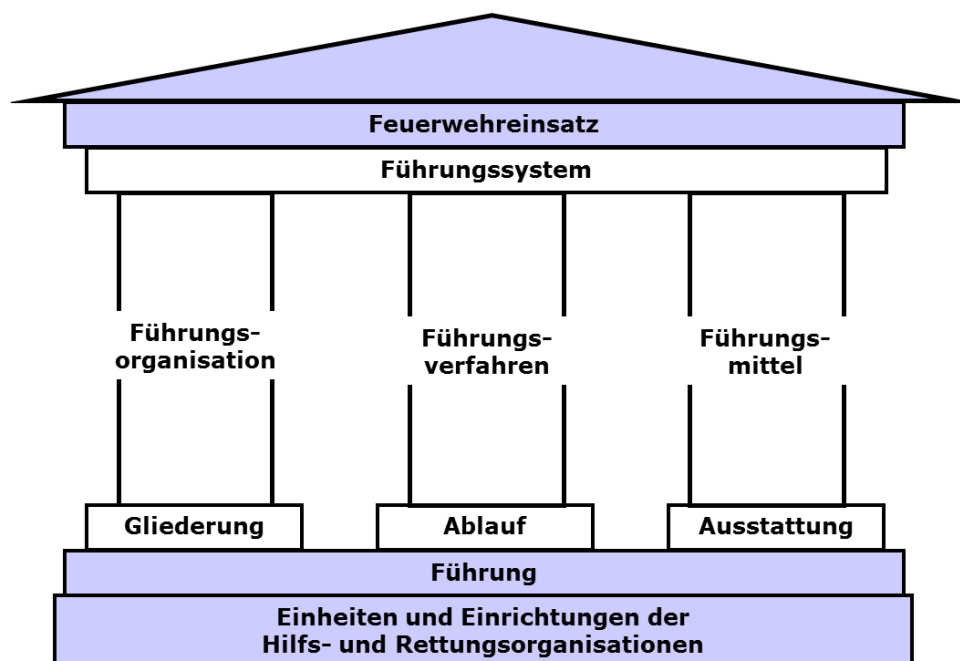 Feuerwehreinsatz
Führungssystem
Führungs-
organisation
Führungs-
verfahren
Führungs-
mittel
Gliederung
Ablauf
Ausstattung
Führung
Einheiten und Einrichtungen der
Hilfs- und Rettungsorganisationen